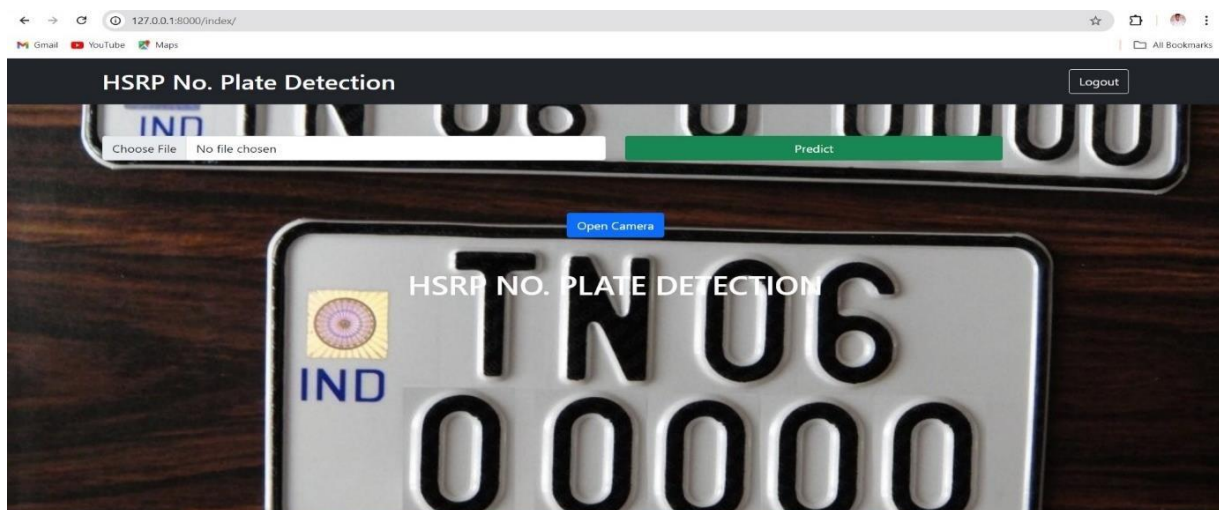 127.0.0.1:8000/index/
Gmail YouTube Maps All Bookmarks
HSRP No. Plate Detection Logout
IND
Choose File No file chosen Predict
Open Camera
HSRP NO. PLATE DETECTION
TN06
IND
00000